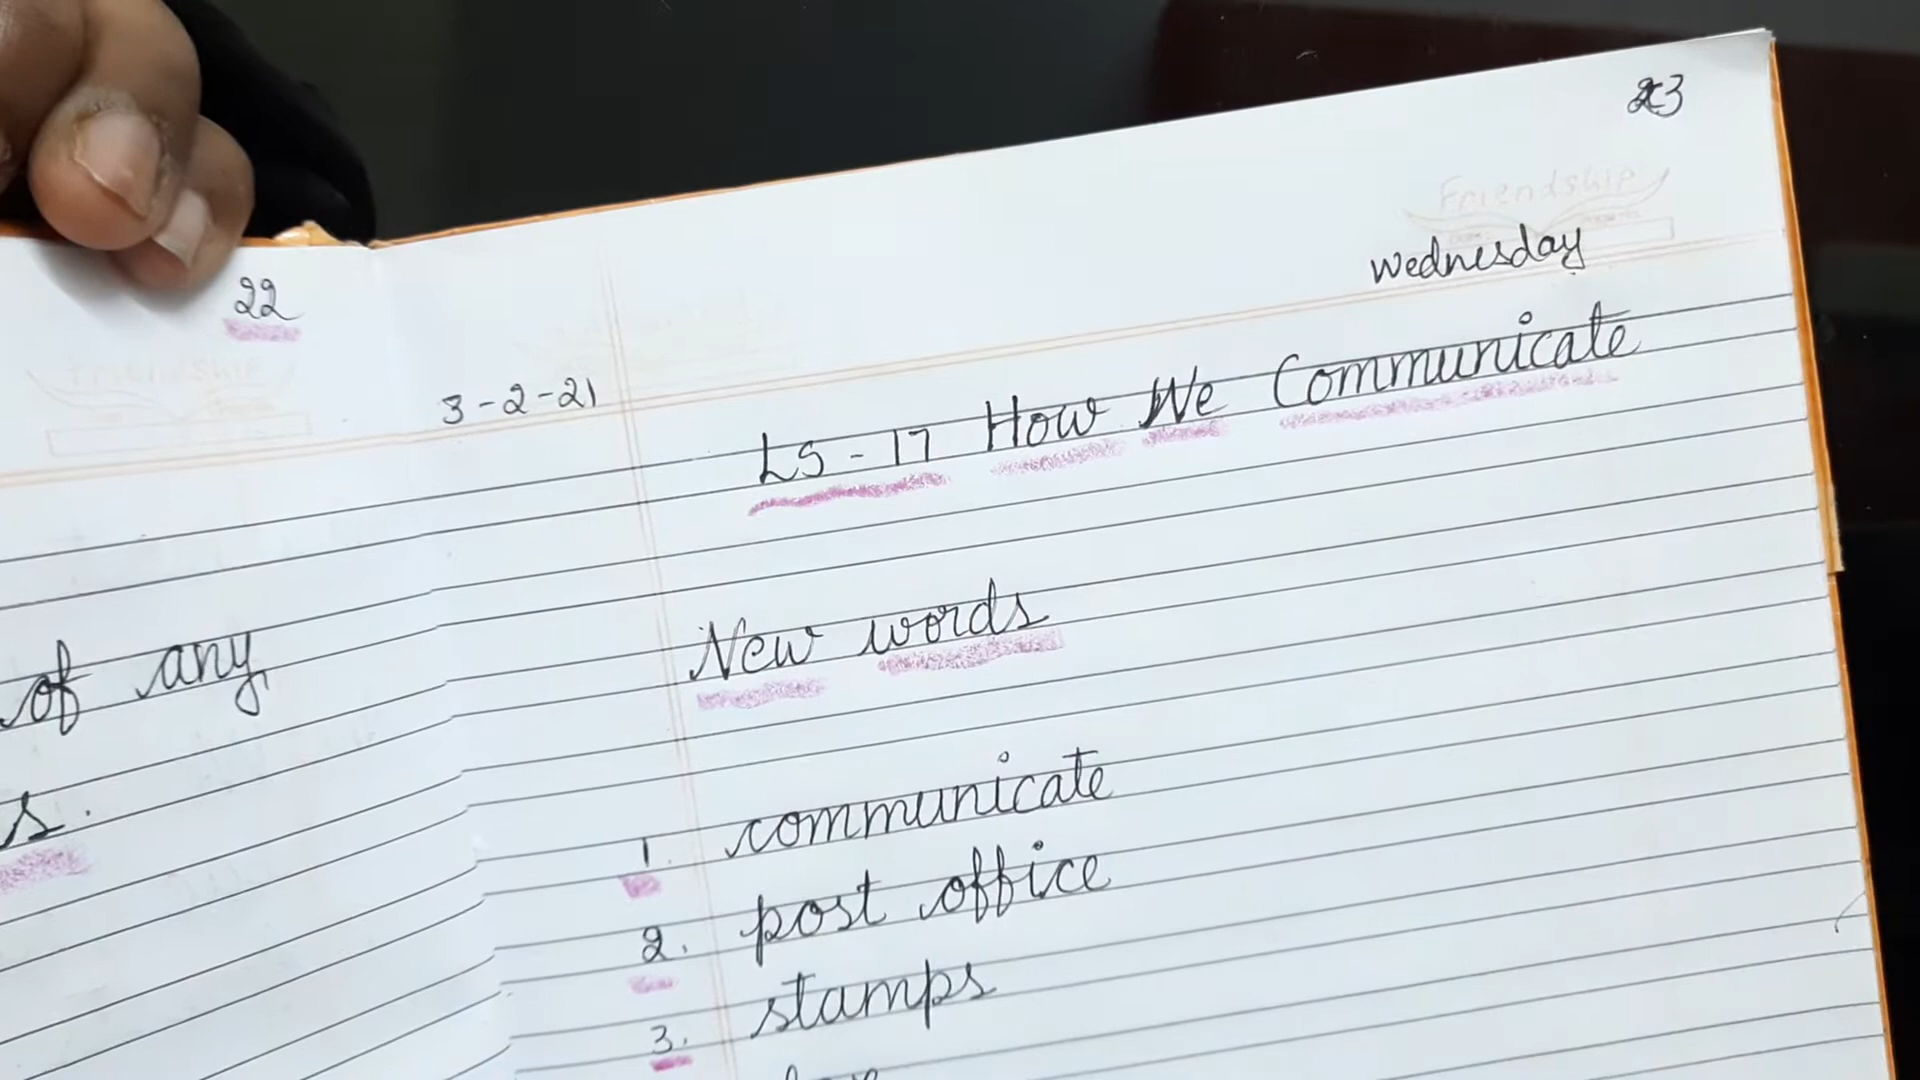 22
of any
s.
23
Friendship
Wednesday
3-2-21
LS - 17 How We Communicate
New words
1. communicate
2. post office
3. stamps